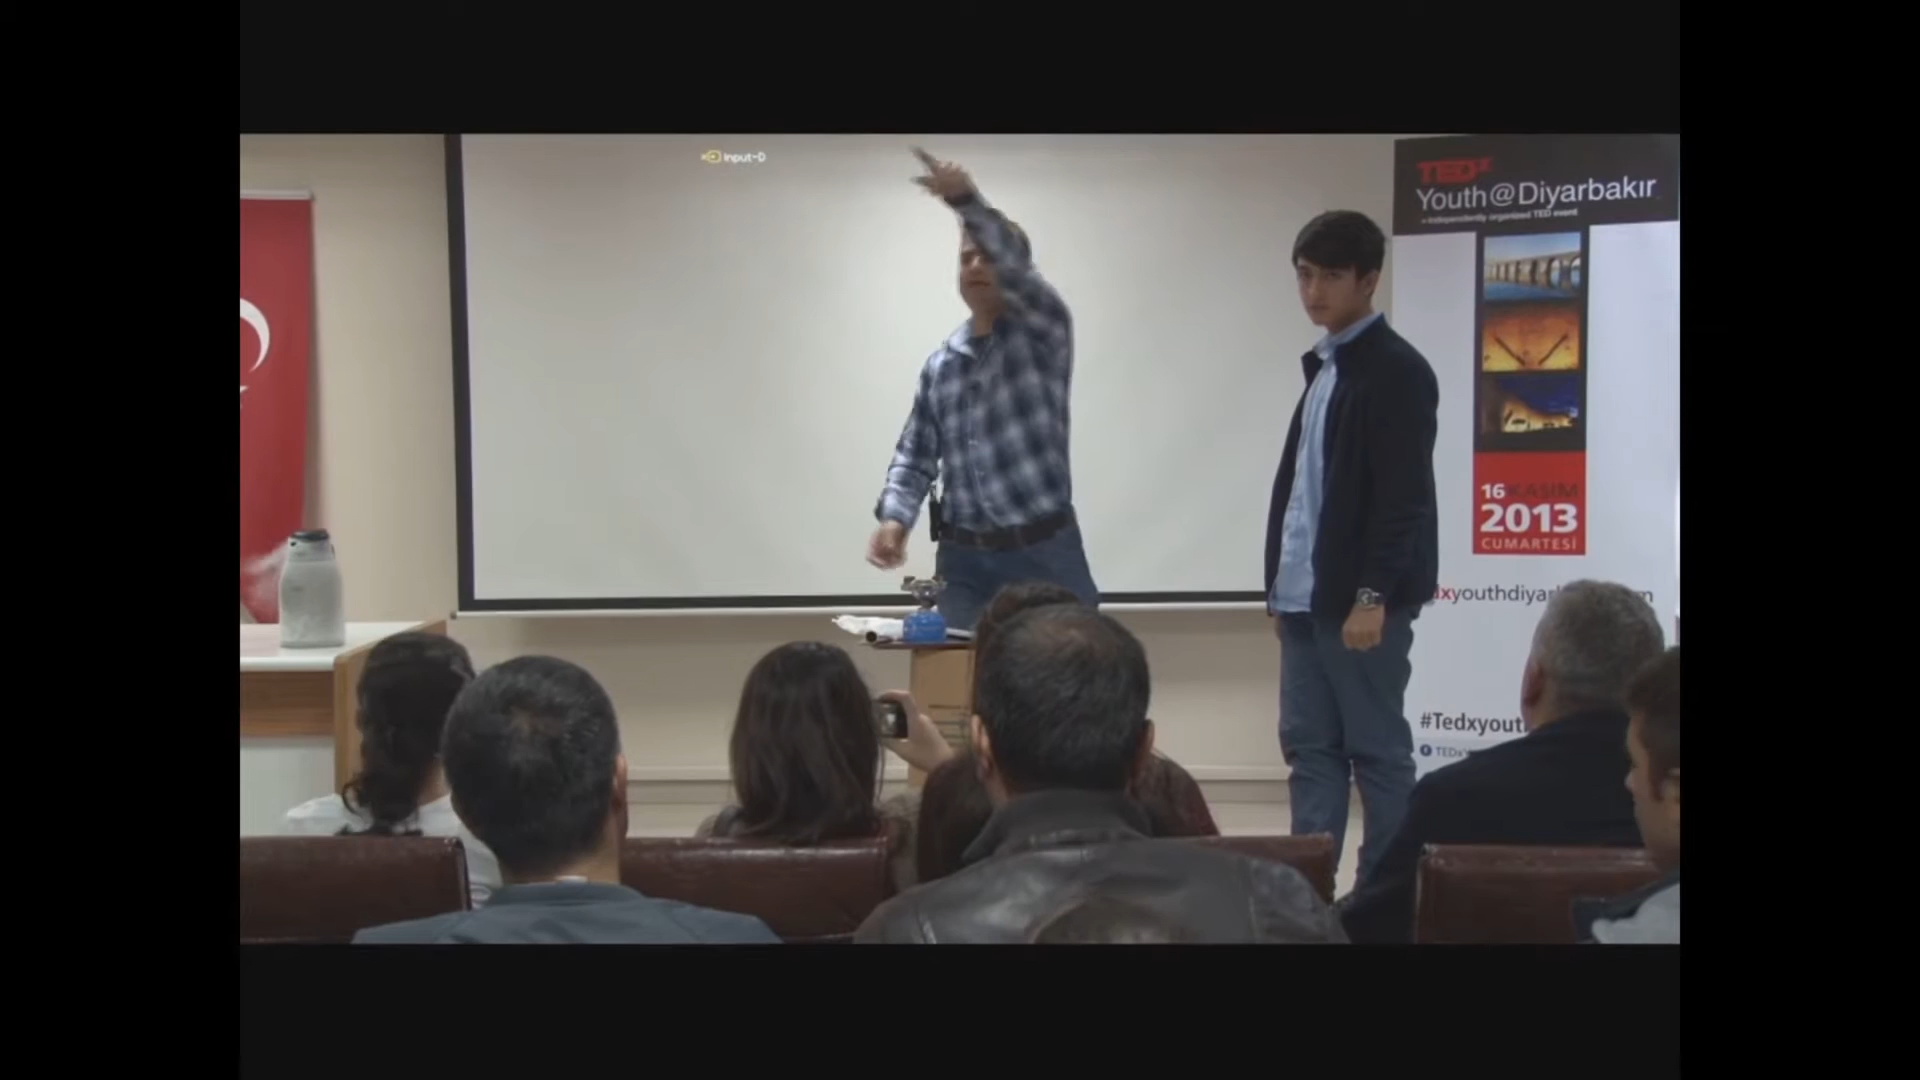 Input-D
TEDx
Youth@Diyarbakır
x independently organized TED event
16 KASIM
2013
CUMARTESİ
#Tedxyout